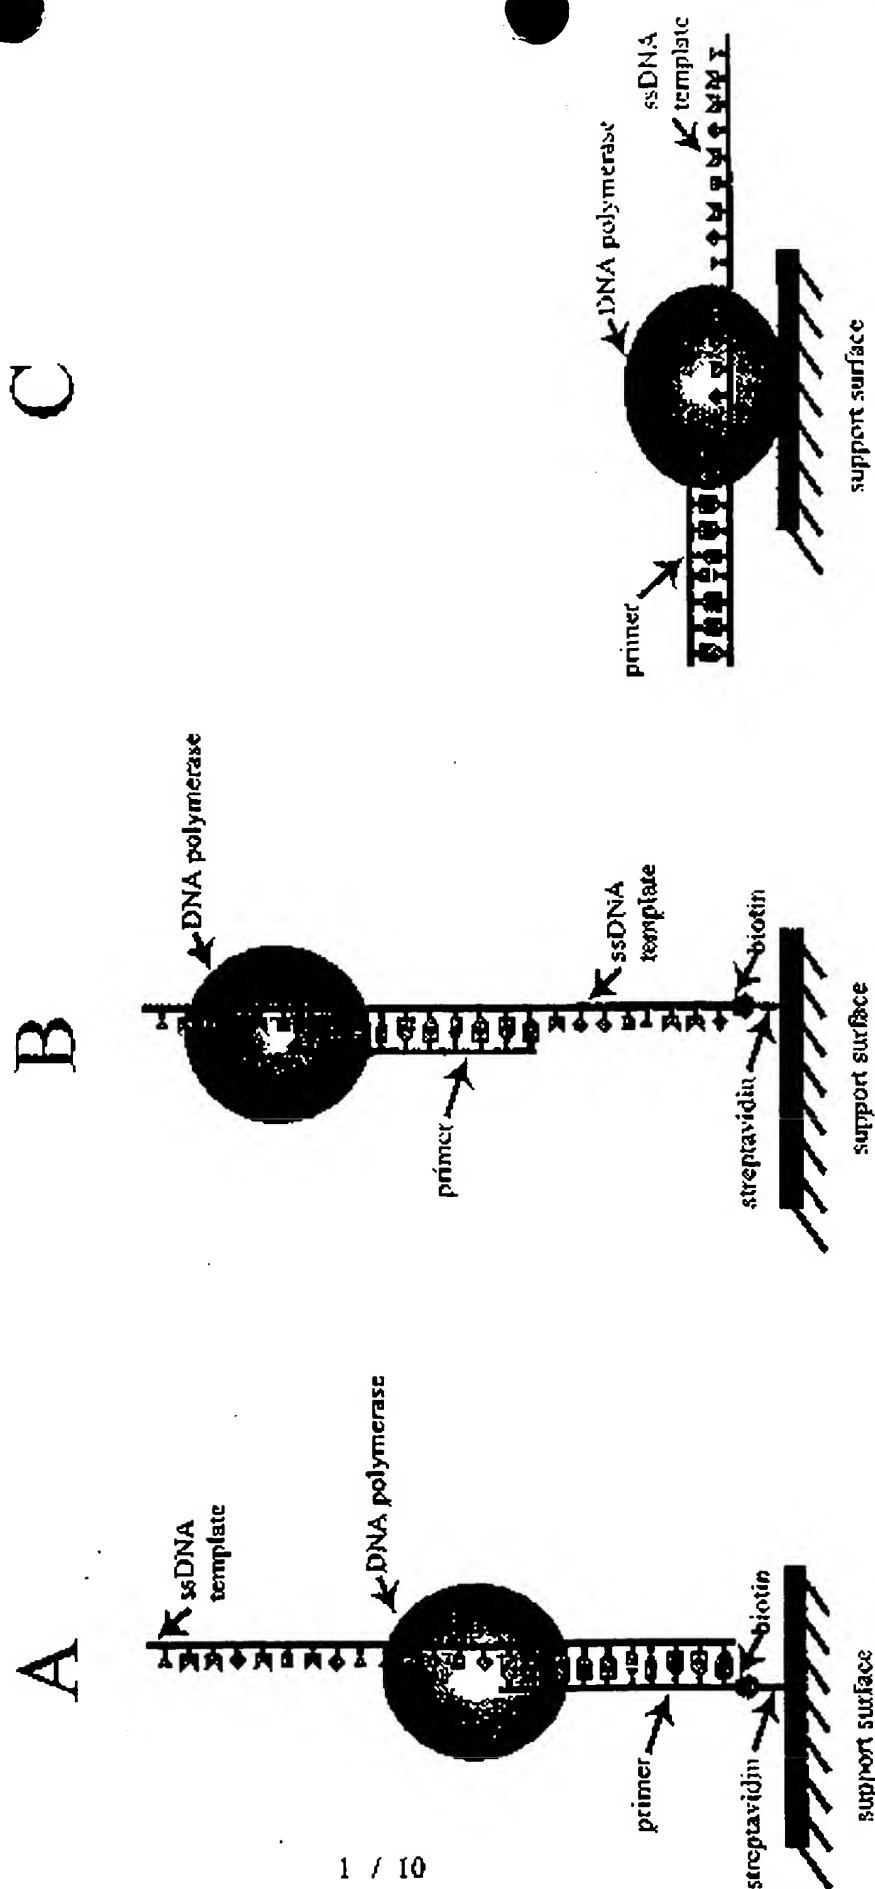 A
ssDNA
template
DNA polymerase
primer
biotin
streptavidin
support surface
B
DNA polymerase
primer
ssDNA
template
biotin
streptavidin
support surface
C
ssDNA
template
DNA polymerase
primer
support surface
1 / 10